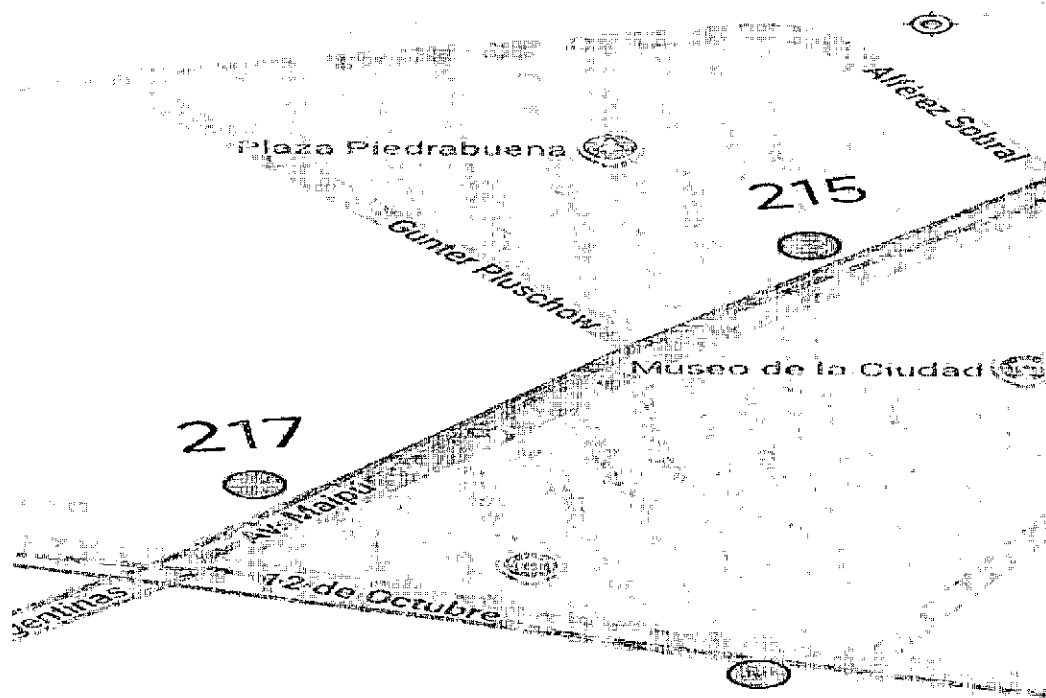 Alférez Sobral
Plaza Piedrabuena
215
Gunter Pluschow
Museo de la Ciudad
217
Av. Maipú
12 de Octubre
gentinas